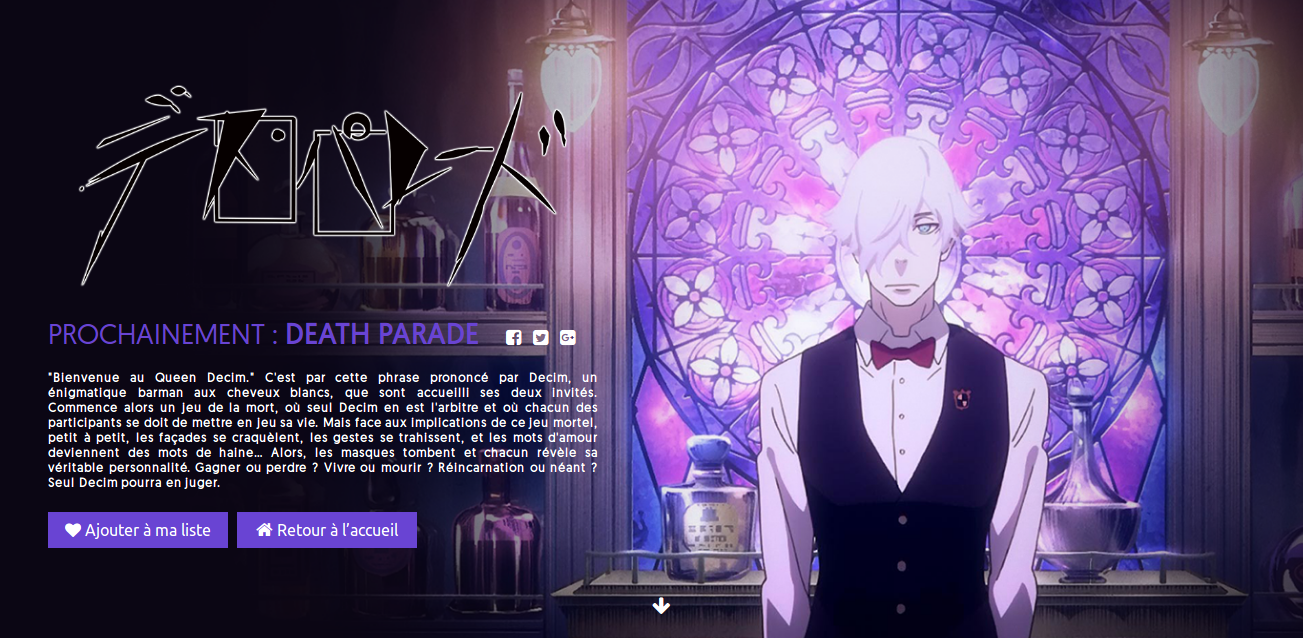 デス・パレード
PROCHAINEMENT : DEATH PARADE
"Bienvenue au Queen Decim." C'est par cette phrase prononcé par Decim, un
énigmatique barman aux cheveux blancs, que sont accueilli ses deux invités.
Commence alors un jeu de la mort, où seul Decim en est l'arbitre et où chacun des
participants se doit de mettre en jeu sa vie. Mais face aux implications de ce jeu mortel,
petit à petit, les façades se craquèlent, les gestes se trahissent, et les mots d'amour
deviennent des mots de haine... Alors, les masques tombent et chacun révèle sa
véritable personnalité. Gagner ou perdre ? Vivre ou mourir ? Réincarnation ou néant ?
Seul Decim pourra en juger.
Ajouter à ma liste
Retour à l'accueil